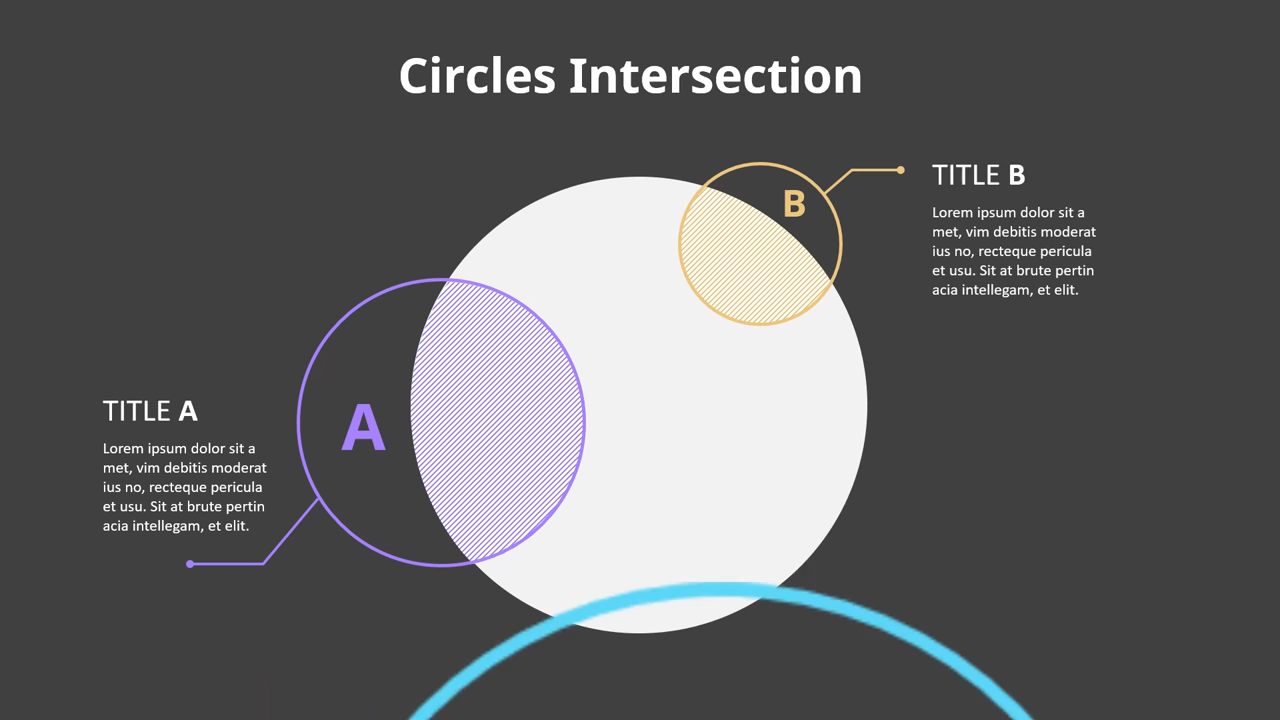 Circles Intersection
B
TITLE B
Lorem ipsum dolor sit a
met, vim debitis moderat
ius no, recteque pericula
et usu. Sit at brute pertin
acia intellegam, et elit.
A
TITLE A
Lorem ipsum dolor sit a
met, vim debitis moderat
ius no, recteque pericula
et usu. Sit at brute pertin
acia intellegam, et elit.